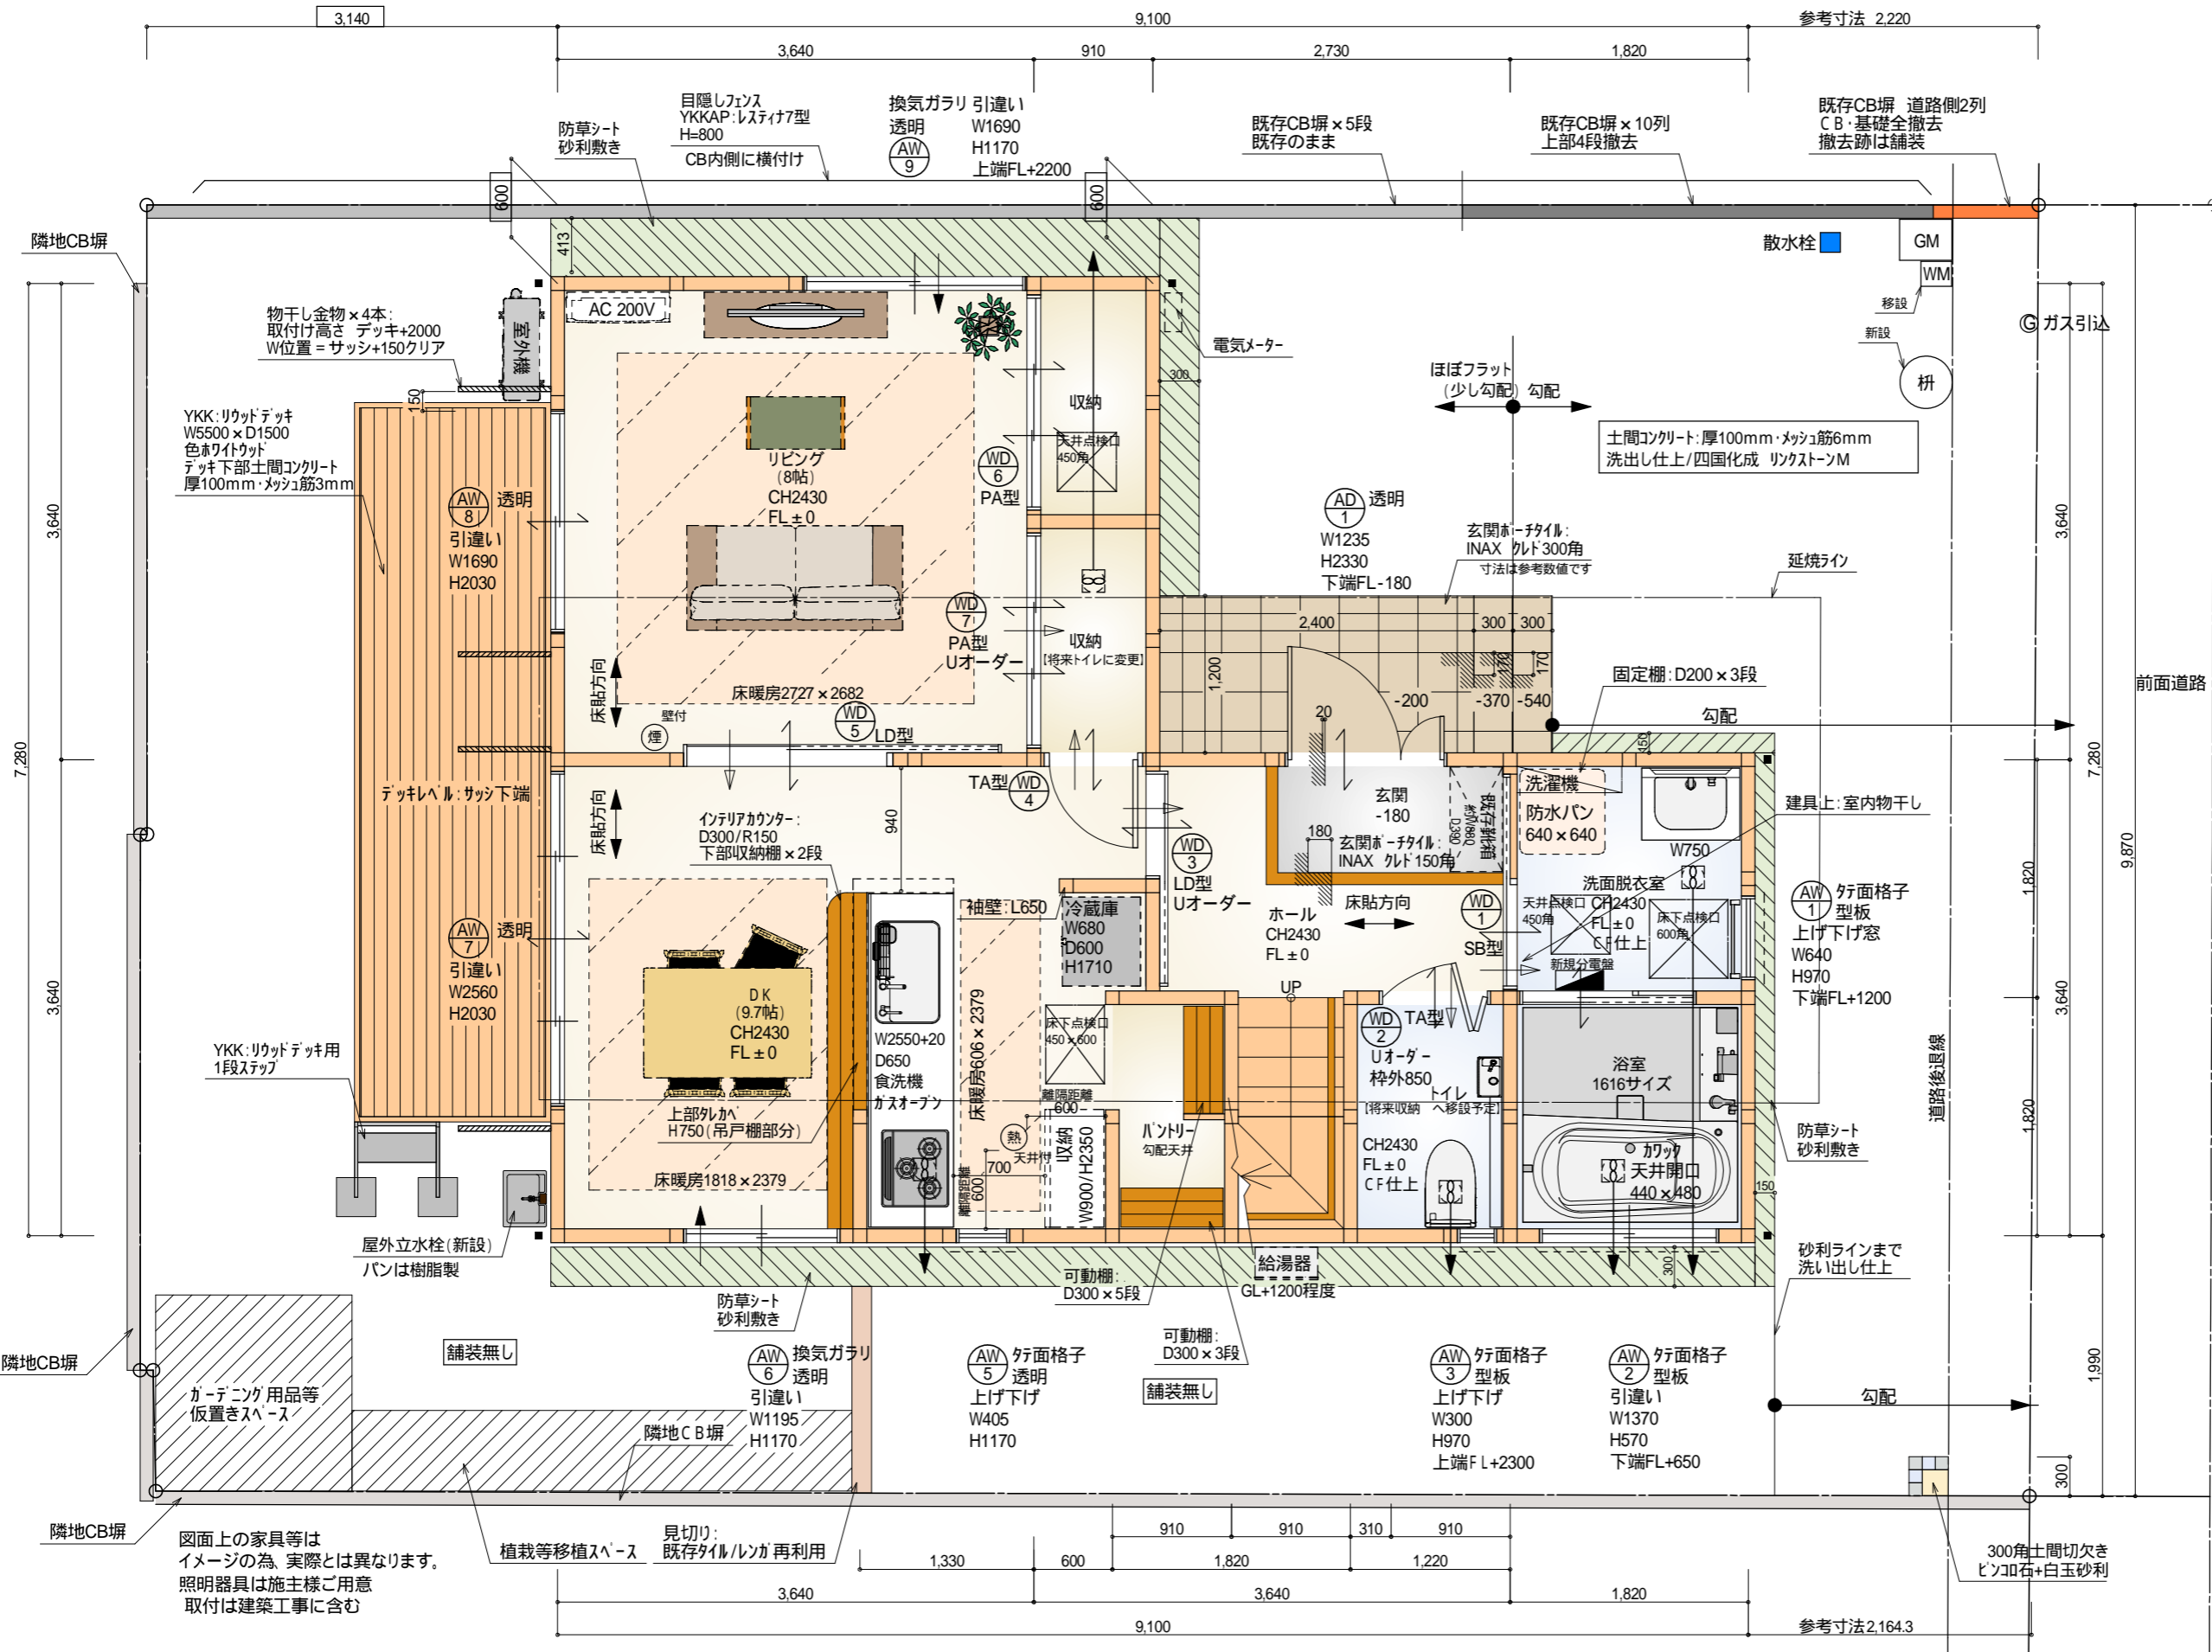 3,140
9,100
参考寸法 2,220
3,640
910
2,730
1,820
目隠しフェンス
YKKAP:レスティナ7型
H=800
CB内側に横付け
防草シート
砂利敷き
換気ガラリ 引違い
透明 W1690
AW
9
H1170
上端FL+2200
既存CB塀×5段
既存のまま
既存CB塀×10列
上部4段撤去
既存CB塀 道路側2列
CB・基礎全撤去
撤去跡は舗装
600
600
413
隣地CB塀
散水栓
GM
WM
移設
新設
桝
G ガス引込
物干し金物×4本:
取付け高さ デッキ+2000
W位置=サッシ+150クリア
室外機
AC 200V
150
電気メーター
300
収納
天井点検口
450角
ほぼフラット
(少し勾配)
勾配
土間コンクリート:厚100mm・メッシュ筋6mm
洗出し仕上/四国化成 リンクストーンM
YKK:リウッドデッキ
W5500×D1500
色ホワイトウッド
デッキ下部土間コンクリート
厚100mm・メッシュ筋3mm
リビング
(8帖)
CH2430
FL±0
WD
6
PA型
AW
8
透明
引違い
W1690
H2030
AD
1
透明
W1235
H2330
下端FL-180
玄関ポーチタイル:
INAX クレド300角
寸法は参考数値です
延焼ライン
3,640
3,640
7,280
7,280
9,870
前面道路
WD
7
PA型
Uオーダー
収納
[将来トイレに変更]
2,400
300
300
1,200
170
170
-200
-370
-540
20
固定棚:D200×3段
勾配
床暖房2727×2682
床貼方向
壁付
煙
WD
5
LD型
TA型
WD
4
デッキレベル:サッシ下端
床貼方向
インテリアカウンター:
D300/R150
下部収納棚×2段
940
玄関
-180
180
玄関ポーチタイル:
INAX クレド150角
既存靴箱
約W880
D390
150
洗濯機
防水パン
640×640
W750
建具上:室内物干し
WD
3
LD型
Uオーダー
袖壁:L650
冷蔵庫
W680
D600
H1710
ホール
CH2430
FL±0
床貼方向
WD
1
SB型
洗面脱衣室
CH2430
FL±0
CF仕上
天井点検口
450角
床下点検口
600角
新規分電盤
AW
1
タテ面格子
型板
上げ下げ窓
W640
H970
下端FL+1200
1,820
1,820
3,640
3,640
AW
7
透明
引違い
W2560
H2030
DK
(9.7帖)
CH2430
FL±0
W2550+20
D650
食洗機
ガスオーブン
床暖房606×2379
床下点検口
450×600
UP
WD
2
TA型
Uオーダー
枠外850
トイレ
[将来収納 へ移設予定]
CH2430
FL±0
CF仕上
浴室
1616サイズ
カワック
天井開口
440×480
YKK:リウッドデッキ用
1段ステップ
上部タレカベ
H750(吊戸棚部分)
床暖房1818×2379
離隔距離
600
熱
天井付
700
離隔距離
600
収納
W900/H2350
パントリー
勾配天井
道路後退線
防草シート
砂利敷き
150
屋外立水栓(新設)
パンは樹脂製
給湯器
GL+1200程度
300
可動棚:
D300×5段
可動棚:
D300×3段
砂利ラインまで
洗い出し仕上
防草シート
砂利敷き
舗装無し
舗装無し
AW
6
換気ガラリ
透明
引違い
W1195
H1170
AW
5
タテ面格子
透明
上げ下げ
W405
H1170
AW
3
タテ面格子
型板
上げ下げ
W300
H970
上端FL+2300
AW
2
タテ面格子
型板
引違い
W1370
H570
下端FL+650
勾配
1,990
300
隣地CB塀
ガーデニング用品等
仮置きスペース
隣地CB塀
隣地CB塀
図面上の家具等は
イメージの為、実際とは異なります。
照明器具は施主様ご用意
取付は建築工事に含む
植栽等移植スペース
見切り:
既存タイル/レンガ再利用
300角土間切欠き
ピンコロ石+白玉砂利
910
910
310
910
1,330
600
1,820
1,220
3,640
3,640
1,820
9,100
参考寸法2,164.3